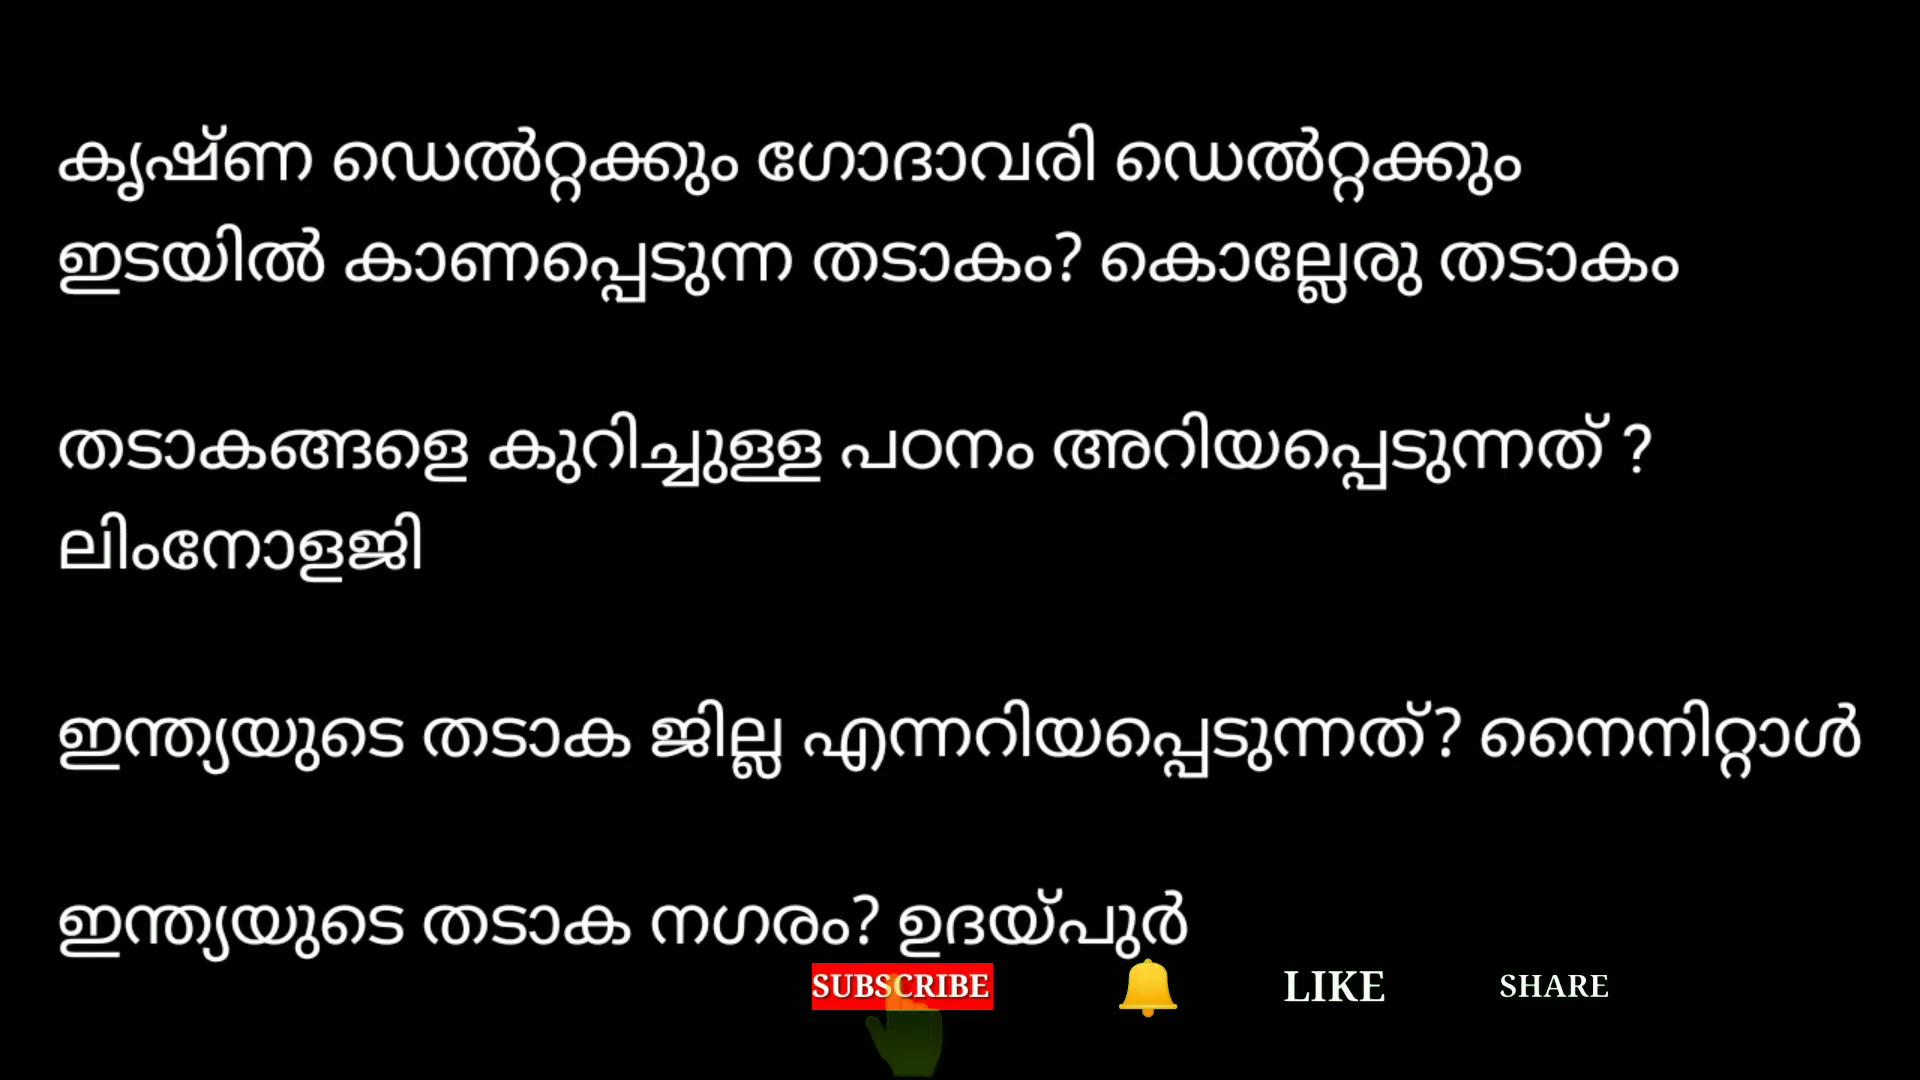 കൃഷ്ണ ഡെൽറ്റക്കും ഗോദാവരി ഡെൽറ്റക്കും
ഇടയിൽ കാണപ്പെടുന്ന തടാകം? കൊല്ലേരു തടാകം
തടാകങ്ങളെ കുറിച്ചുള്ള പഠനം അറിയപ്പെടുന്നത് ?
ലിംനോളജി
ഇന്ത്യയുടെ തടാക ജില്ല എന്നറിയപ്പെടുന്നത്? നൈനിറ്റാൾ
ഇന്ത്യയുടെ തടാക നഗരം? ഉദയ്പുർ
SUBSCRIBE LIKE SHARE